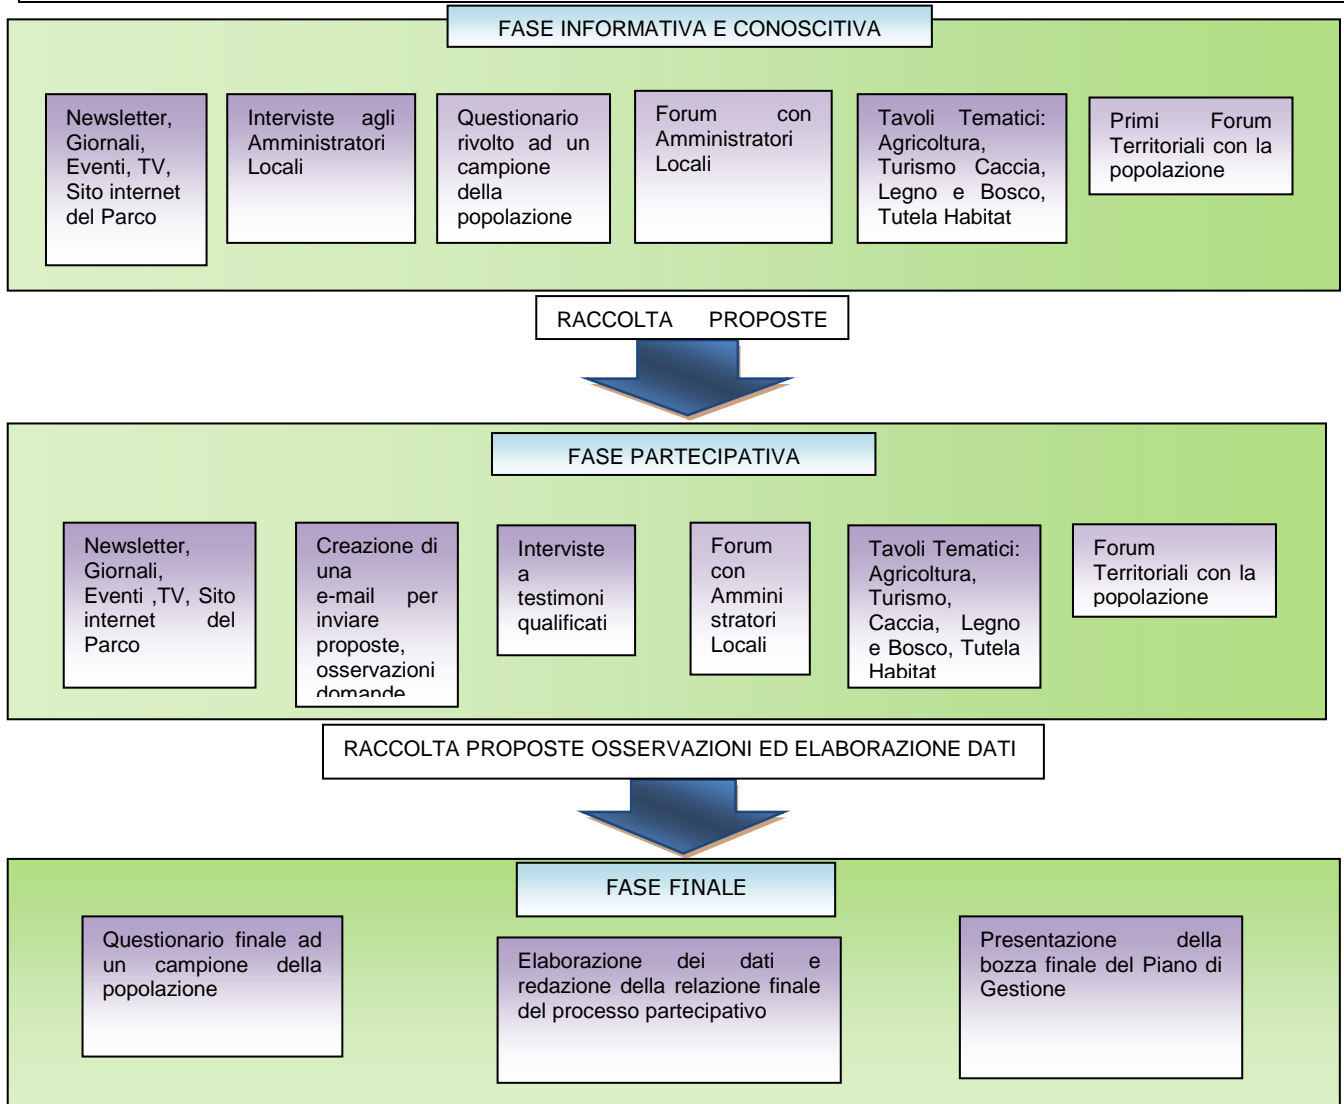 FASE INFORMATIVA E CONOSCITIVA
Newsletter,
Giornali,
Eventi, TV,
Sito internet
del Parco
Interviste agli
Amministratori
Locali
Questionario
rivolto ad un
campione
della
popolazione
Forum con
Amministratori
Locali
Tavoli Tematici:
Agricoltura,
Turismo Caccia,
Legno e Bosco,
Tutela Habitat
Primi Forum
Territoriali con la
popolazione
RACCOLTA PROPOSTE
FASE PARTECIPATIVA
Newsletter,
Giornali,
Eventi ,TV, Sito
internet del
Parco
Creazione di
una
e-mail per
inviare
proposte,
osservazioni
domande
Interviste
a
testimoni
qualificati
Forum
con
Ammini
stratori
Locali
Tavoli Tematici:
Agricoltura,
Turismo,
Caccia, Legno
e Bosco, Tutela
Habitat
Forum
Territoriali con la
popolazione
RACCOLTA PROPOSTE OSSERVAZIONI ED ELABORAZIONE DATI
FASE FINALE
Questionario finale ad
un campione della
popolazione
Elaborazione dei dati e
redazione della relazione finale
del processo partecipativo
Presentazione della
bozza finale del Piano di
Gestione